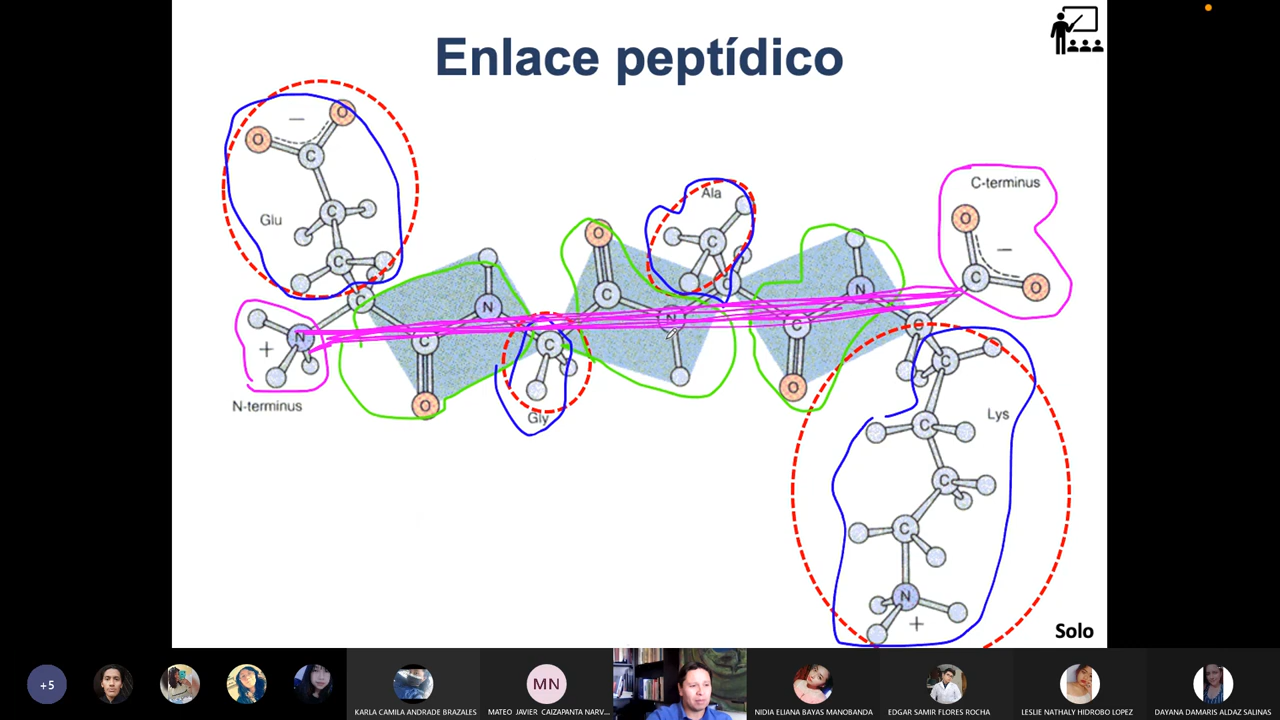 Enlace peptídico
O
O
−
C
Glu
C
C
C
N
+
N-terminus
C
O
N
C
Gly
O
C
N
Ala
C
C
C
O
N
C
C-terminus
O
−
C
O
C
Lys
C
C
C
N
+
Solo
+5
KARLA CAMILA ANDRADE BRAZALES
MN
MATEO JAVIER CAIZAPANTA NARV...
NIDIA ELIANA BAYAS MANOBANDA
EDGAR SAMIR FLORES ROCHA
LESLIE NATHALY HIDROBO LOPEZ
DAYANA DAMARIS ALDAZ SALINAS